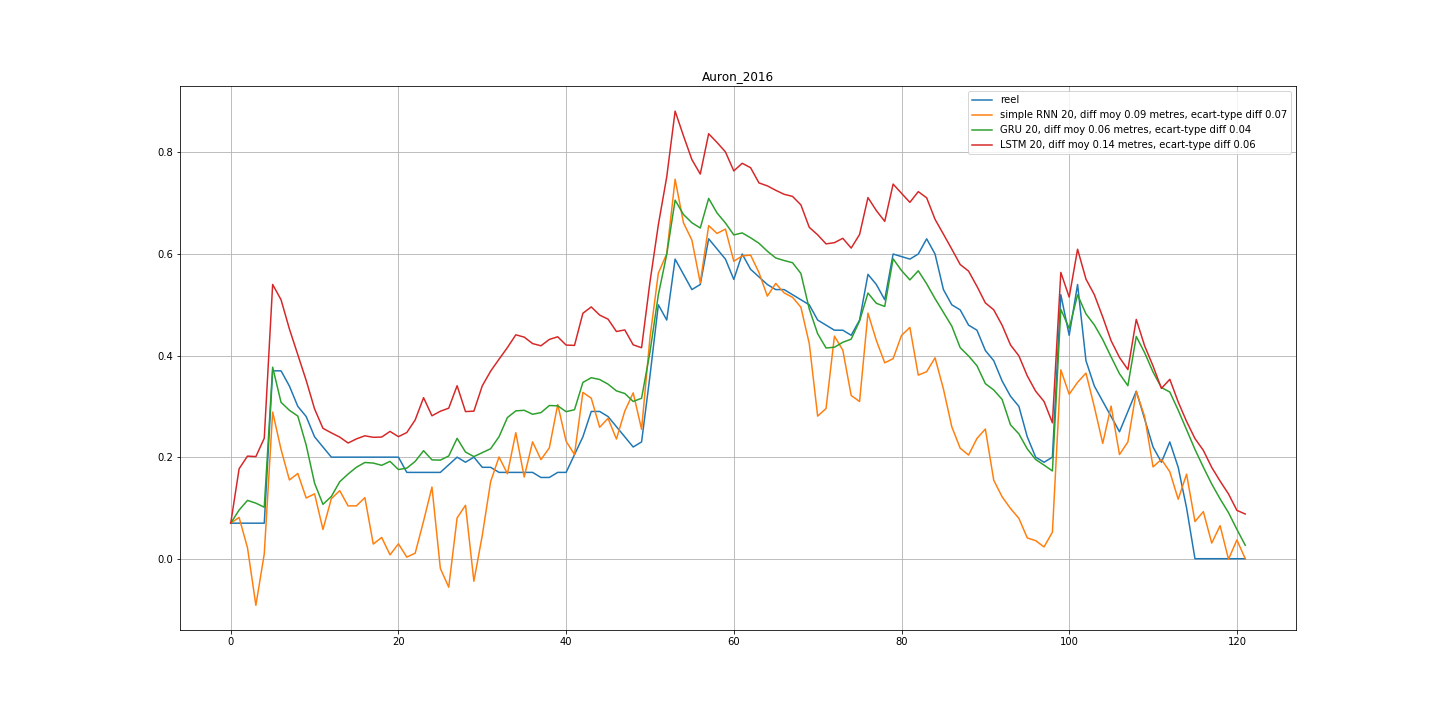 Auron_2016
reel
simple RNN 20, diff moy 0.09 metres, ecart-type diff 0.07
GRU 20, diff moy 0.06 metres, ecart-type diff 0.04
LSTM 20, diff moy 0.14 metres, ecart-type diff 0.06
0.8
0.6
0.4
0.2
0.0
0 20 40 60 80 100 120